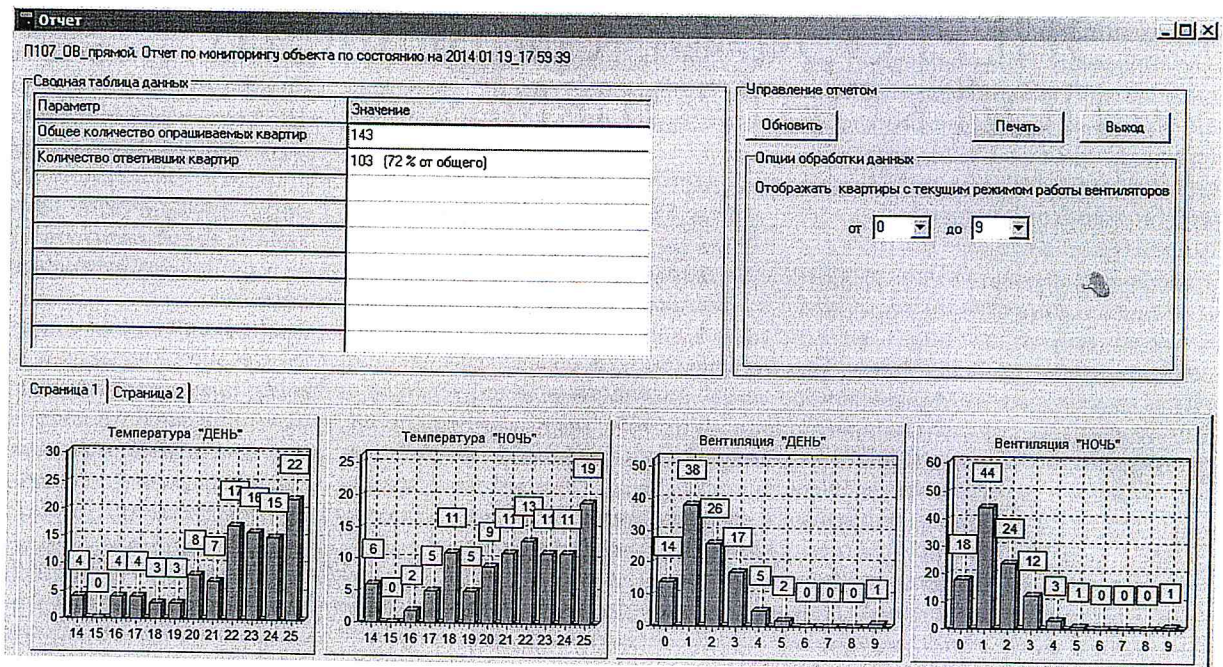 Отчет
П107_ОВ_прямой. Отчет по мониторингу объекта по состоянию на 2014 01 19_17 59 39
Сводная таблица данных
Параметр Значение
Общее количество опрашиваемых квартир 143
Количество ответивших квартир 103 (72 % от общего)
Управление отчетом
Обновить Печать Выход
Опции обработки данных
Отображать квартиры с текущим режимом работы вентиляторов
от 0 до 9
Страница 1 Страница 2
Температура "ДЕНЬ"
30
25
20
15
10
5
0
4 0 4 4 3 3 8 7 17 16 15 22
14 15 16 17 18 19 20 21 22 23 24 25
Температура "НОЧЬ"
25
20
15
10
5
0
6 0 2 5 11 5 9 11 13 11 11 19
14 15 16 17 18 19 20 21 22 23 24 25
Вентиляция "ДЕНЬ"
50
40
30
20
10
0
14 38 26 17 5 2 0 0 0 1
0 1 2 3 4 5 6 7 8 9
Вентиляция "НОЧЬ"
60
50
40
30
20
10
0
18 44 24 12 3 1 0 0 0 1
0 1 2 3 4 5 6 7 8 9